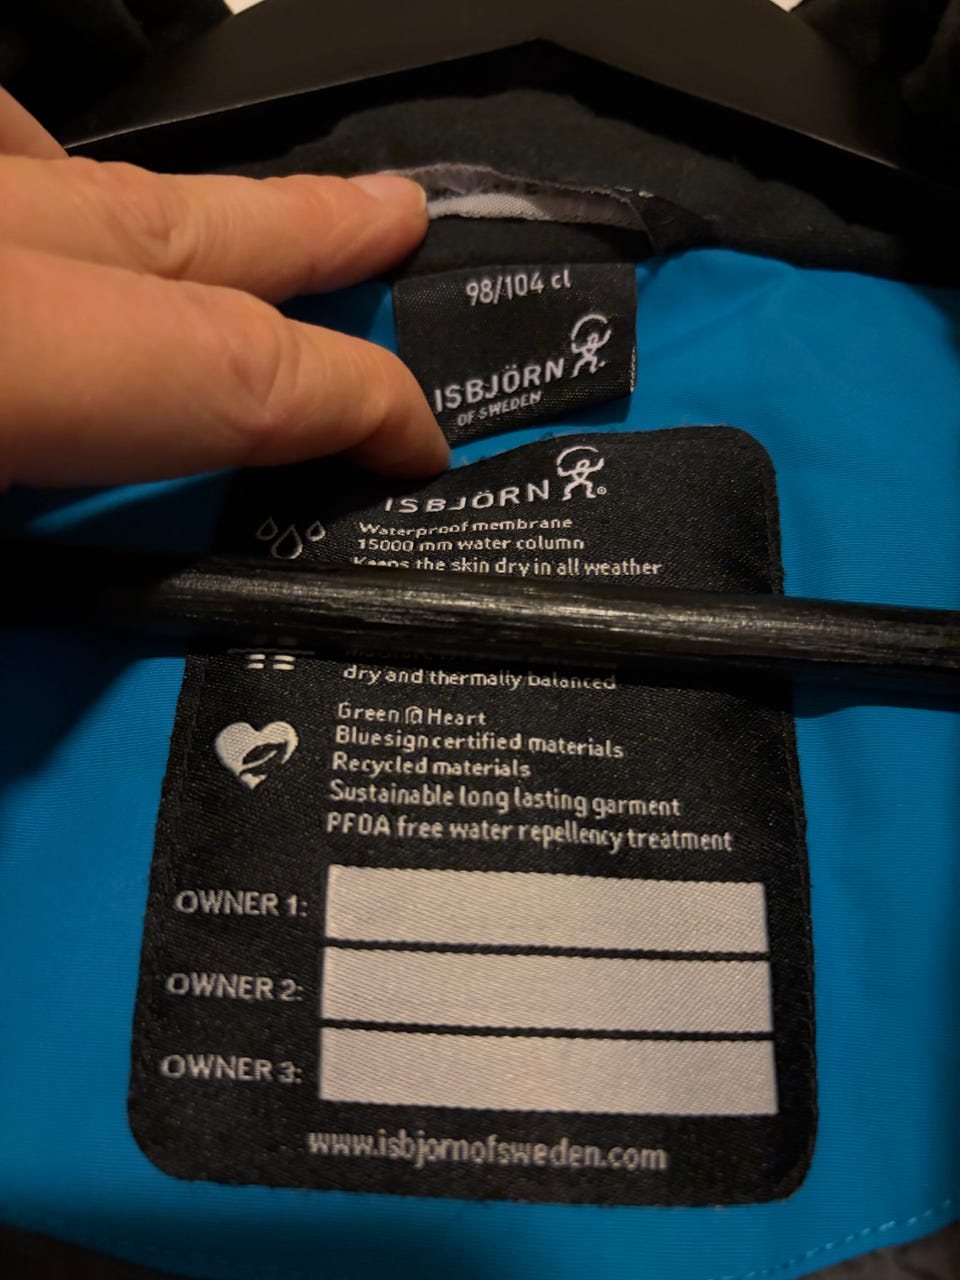 98/104 cl
ISBJÖRN
OF SWEDEN
ISBJÖRN
Waterproof membrane
15000 mm water column
Keeps the skin dry in all weather
dry and thermally balanced
Green @ Heart
Bluesign certified materials
Recycled materials
Sustainable long lasting garment
PFOA free water repellency treatment
OWNER 1:
OWNER 2:
OWNER 3:
www.isbjornofsweden.com